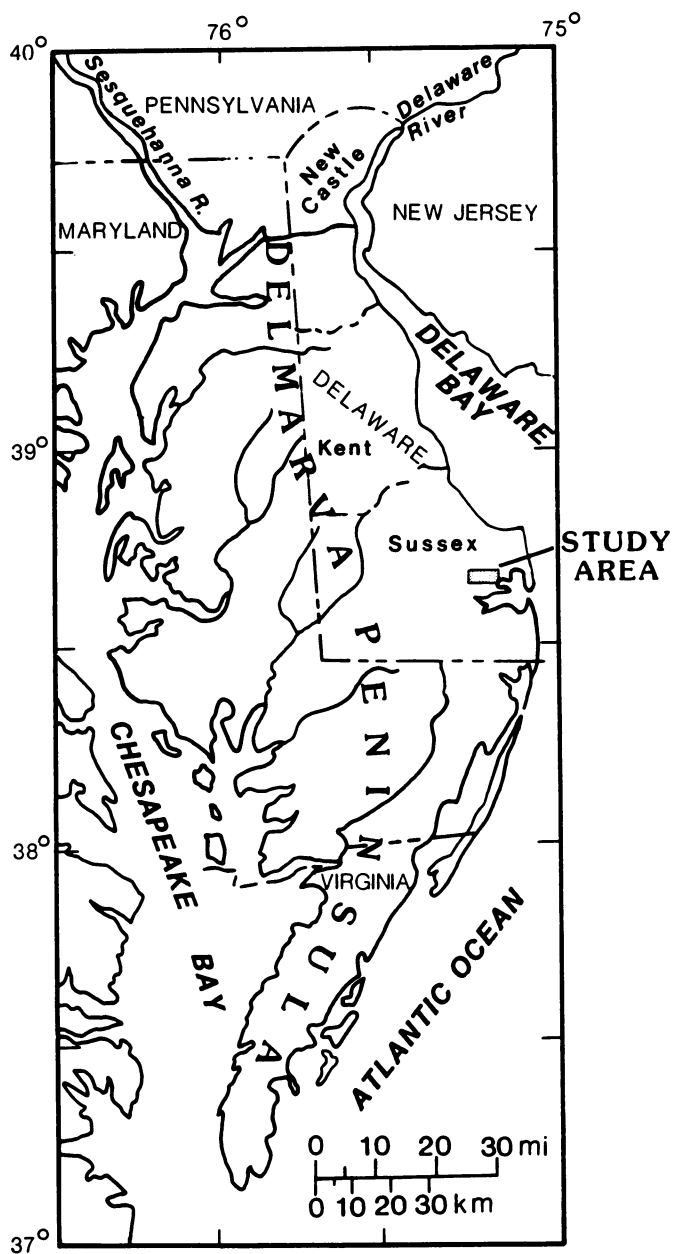 76°
75°
40°
Sesquehanna R.
PENNSYLVANIA
Delaware
River
New
Castle
MARYLAND
NEW JERSEY
DELMARVA PENINSULA
DELAWARE
BAY
DELAWARE
39°
Kent
Sussex
STUDY
AREA
CHESAPEAKE BAY
38°
VIRGINIA
ATLANTIC OCEAN
0 10 20 30 mi
0 10 20 30 km
37°